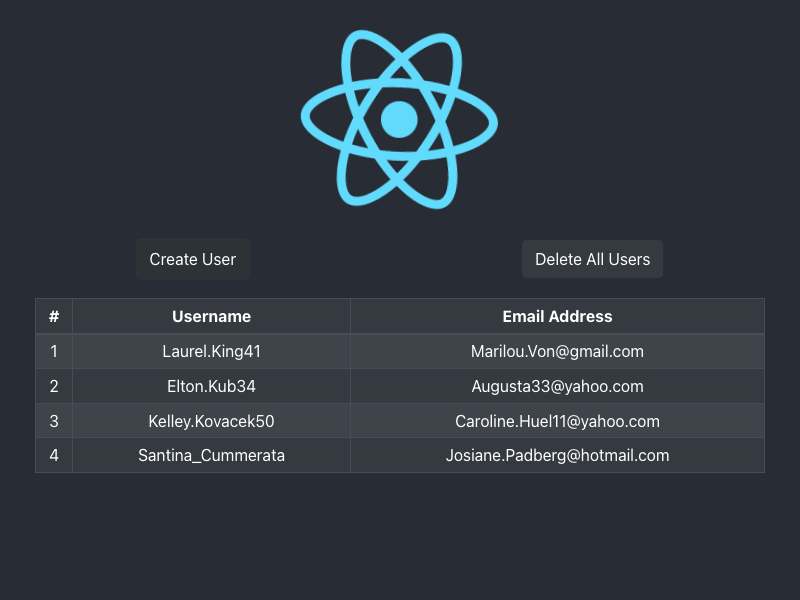 Create User Delete All Users
# Username Email Address
1 Laurel.King41 Marilou.Von@gmail.com
2 Elton.Kub34 Augusta33@yahoo.com
3 Kelley.Kovacek50 Caroline.Huel11@yahoo.com
4 Santina_Cummerata Josiane.Padberg@hotmail.com